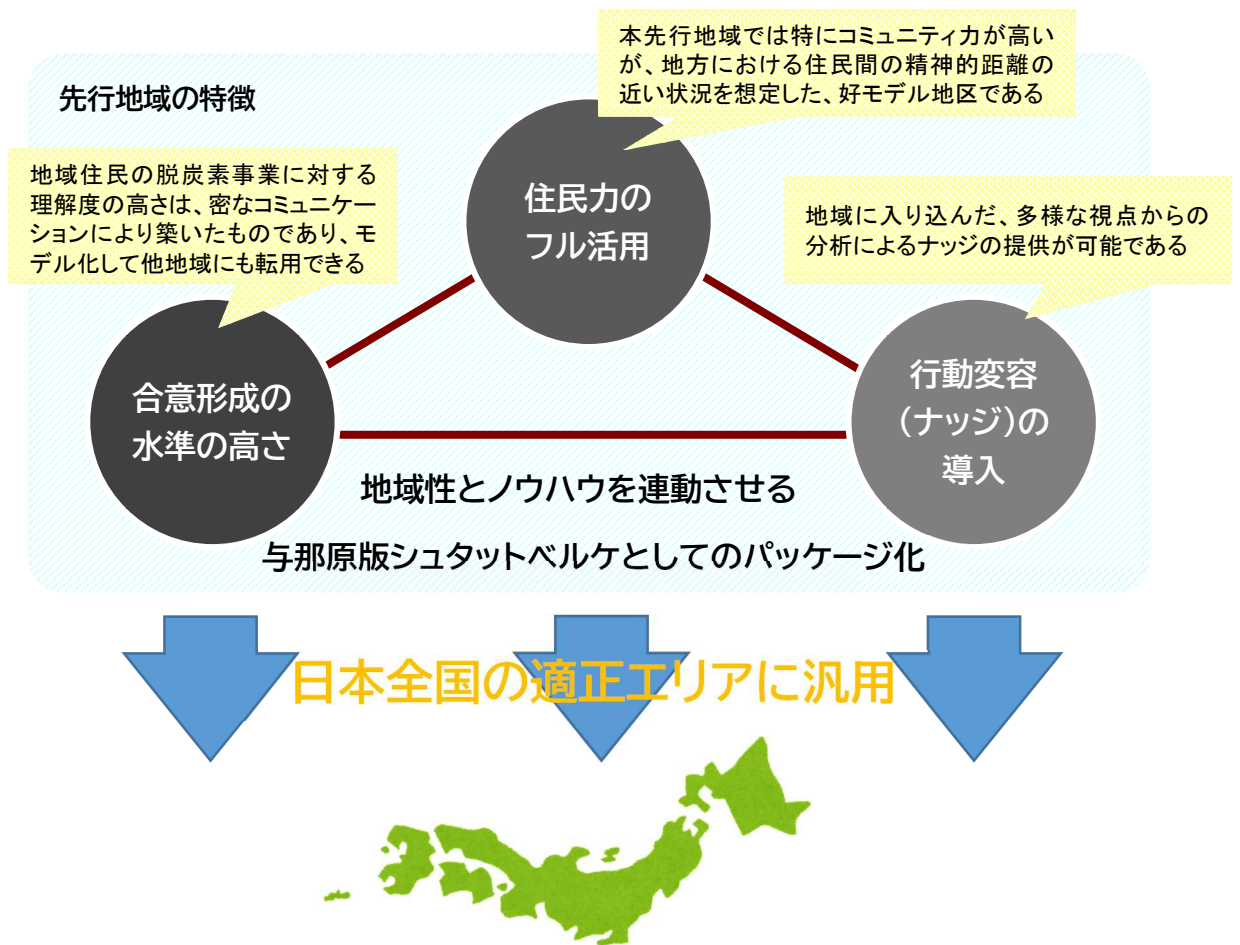 本先行地域では特にコミュニティ力が高い
が、地方における住民間の精神的距離の
近い状況を想定した、好モデル地区である
先行地域の特徴
地域住民の脱炭素事業に対する
理解度の高さは、密なコミュニケー
ションにより築いたものであり、モ
デル化して他地域にも転用できる
住民力の
フル活用
地域に入り込んだ、多様な視点からの
分析によるナッジの提供が可能である
合意形成の
水準の高さ
行動変容
(ナッジ)の
導入
地域性とノウハウを連動させる
与那原版シュタットベルケとしてのパッケージ化
日本全国の適正エリアに汎用